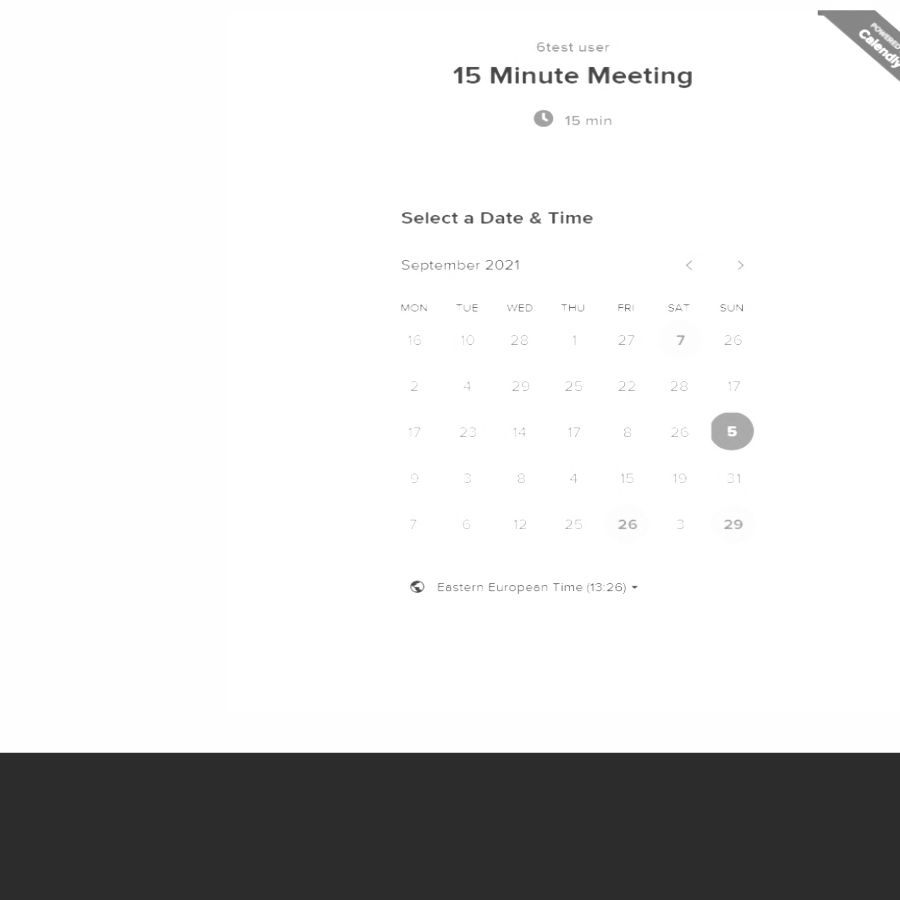 6test user
15 Minute Meeting
15 min
POWERED
Calendly
Select a Date & Time
September 2021 < >
MON TUE WED THU FRI SAT SUN
16 10 28 1 27 7 26
2 4 29 25 22 28 17
17 23 14 17 8 26 5
9 3 8 4 15 19 31
7 6 12 25 26 3 29
Eastern European Time (13:26)